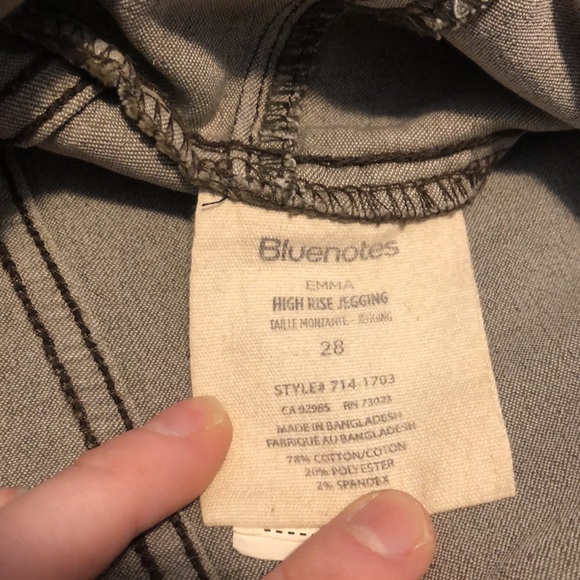 Bluenotes
EMMA
HIGH RISE JEGGING
TAILLE MONTANTE - JEGGING
28
STYLE# 714-1703
CA 02985 RN 73023
MADE IN BANGLADESH
FABRIQUÉ AU BANGLADESH
78% COTTON/COTON
20% POLYESTER
2% SPANDEX